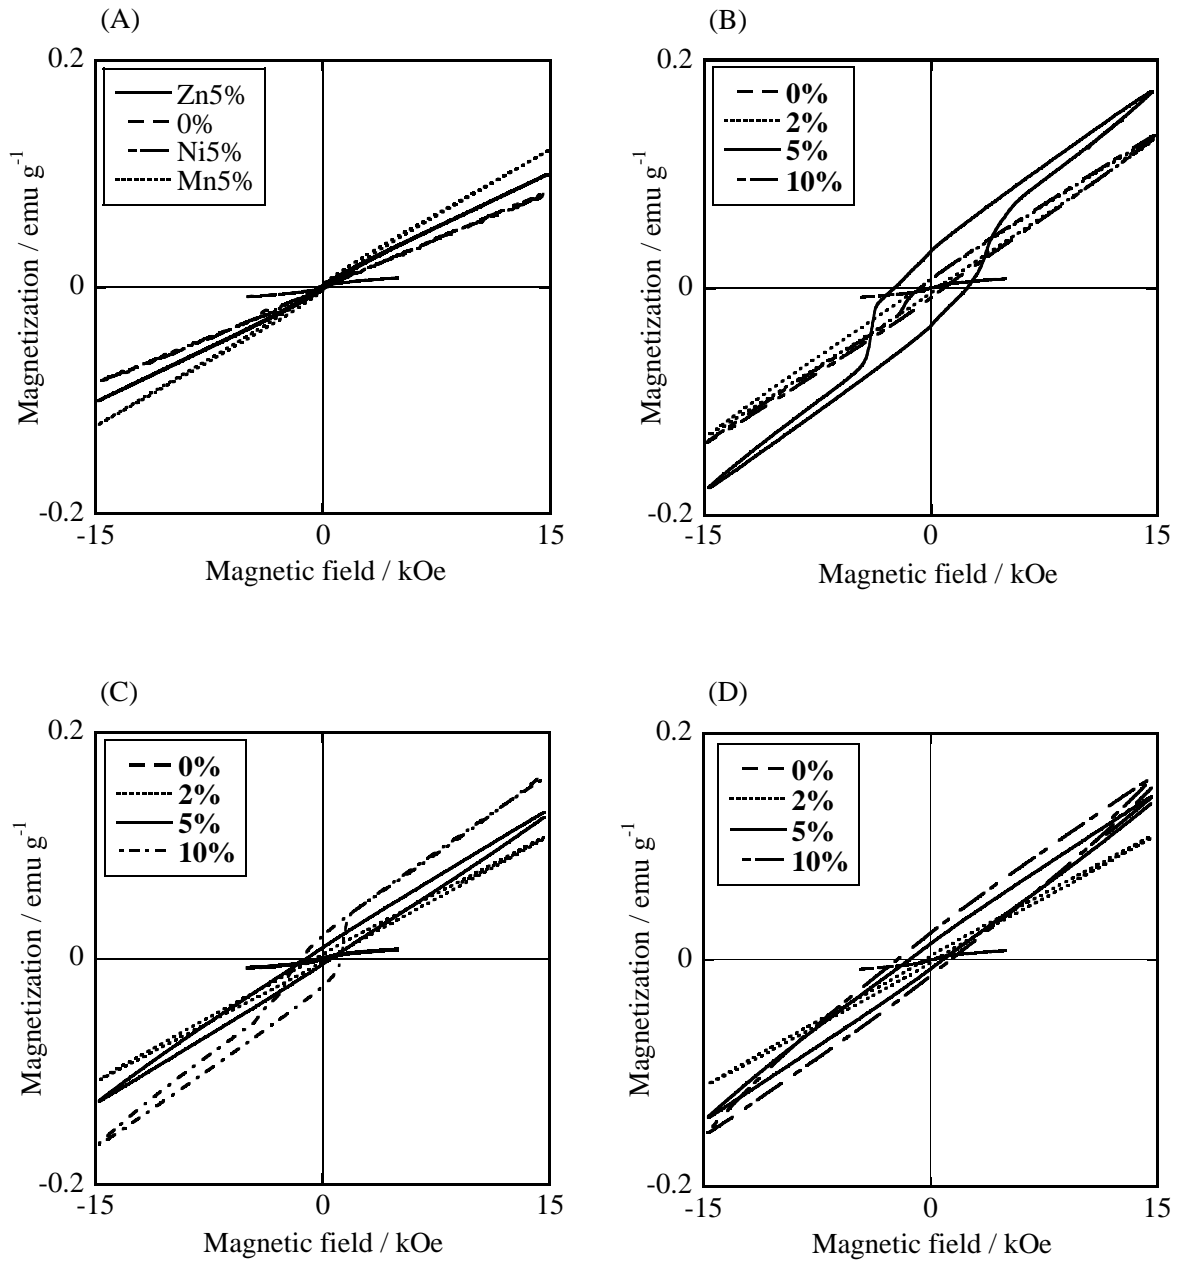 (A)
0.2
Zn5%
0%
Ni5%
Mn5%
Magnetization / emu g-1
0
-0.2
-15
0
15
Magnetic field / kOe
(B)
0.2
0%
2%
5%
10%
Magnetization / emu g-1
0
-0.2
-15
0
15
Magnetic field / kOe
(C)
0.2
0%
2%
5%
10%
Magnetization / emu g-1
0
-0.2
-15
0
15
Magnetic field / kOe
(D)
0.2
0%
2%
5%
10%
Magnetization / emu g-1
0
-0.2
-15
0
15
Magnetic field / kOe